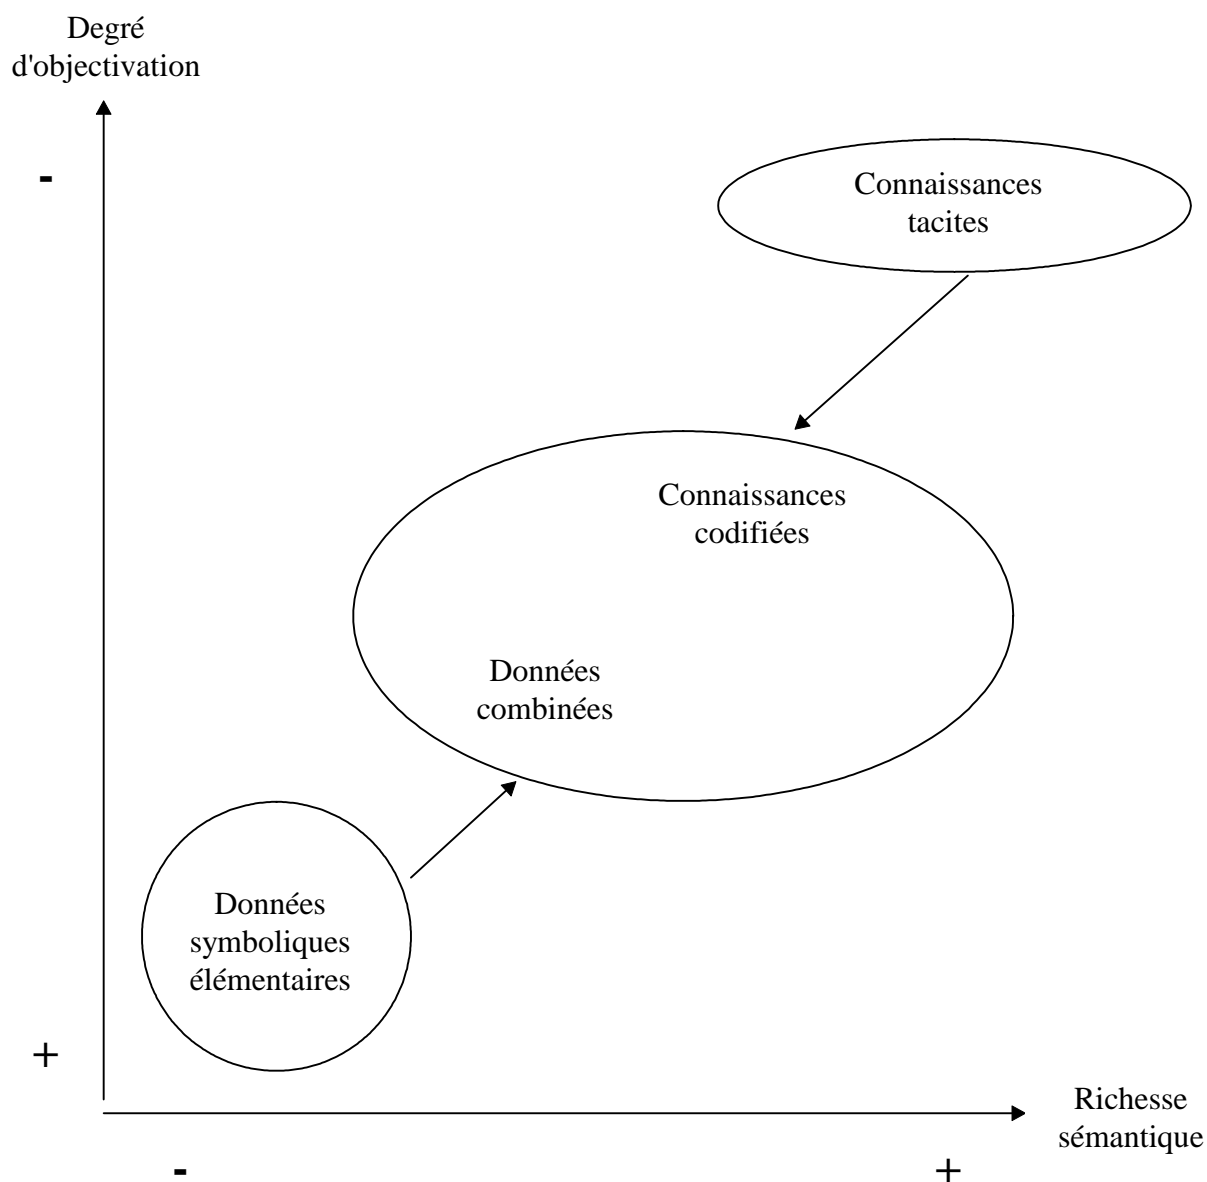 Degré
d'objectivation
-
Connaissances
tacites
Connaissances
codifiées
Données
combinées
Données
symboliques
élémentaires
+
Richesse
sémantique
-
+